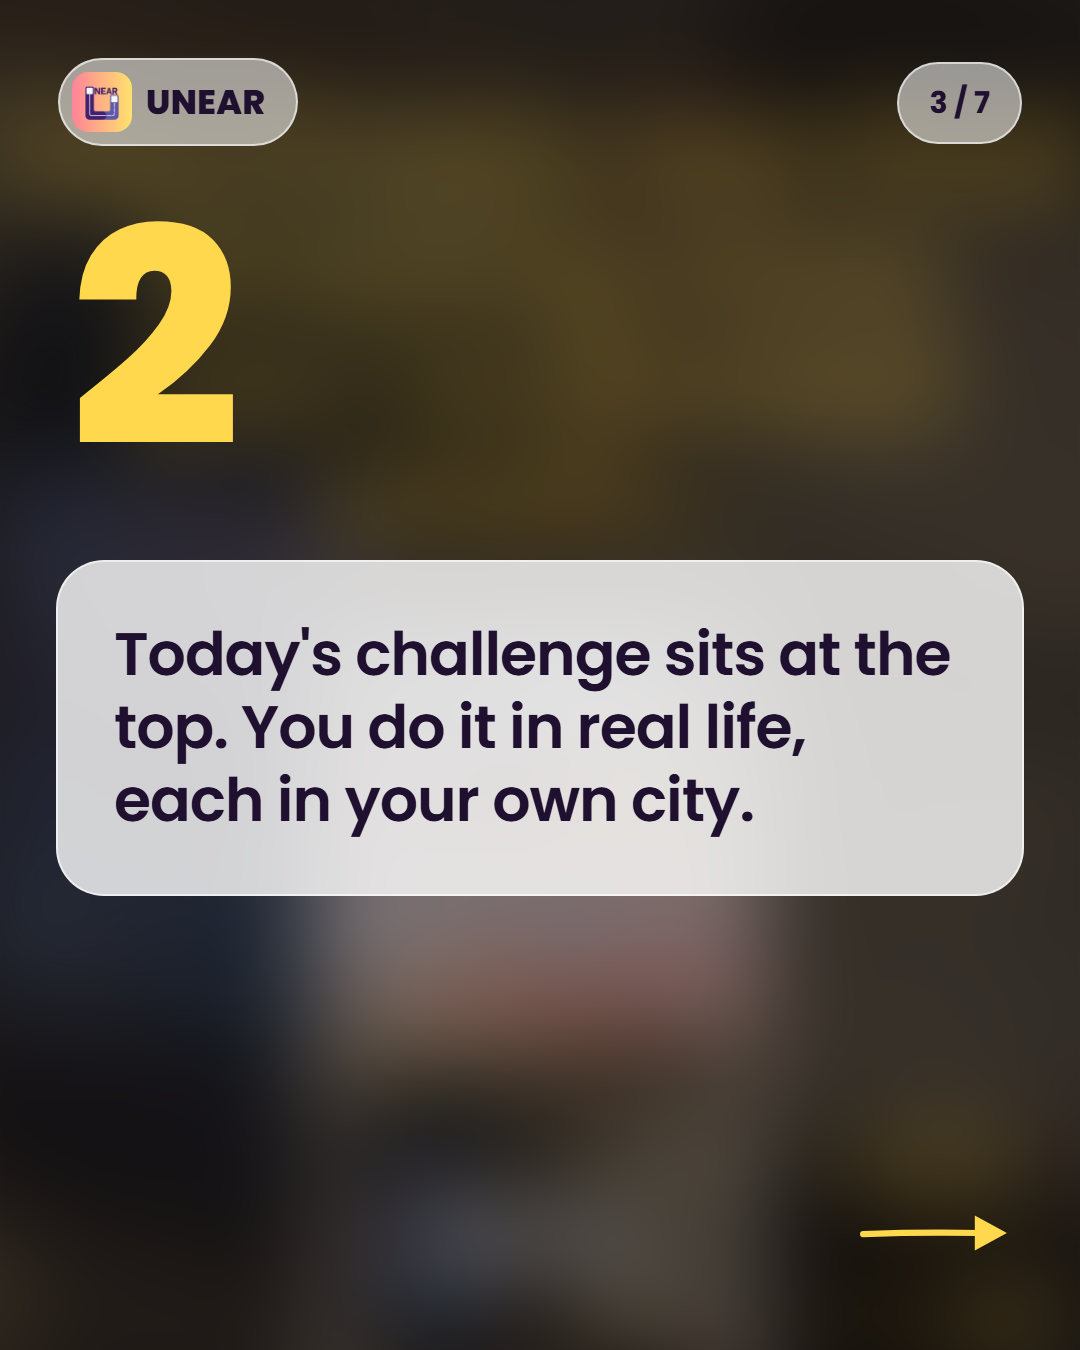 NEAR
UNEAR
3 / 7
2
Today's challenge sits at the
top. You do it in real life,
each in your own city.